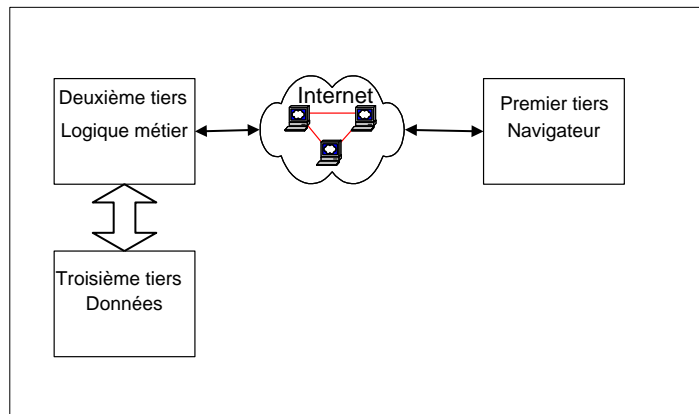 Deuxième tiers
Logique métier
Internet
Premier tiers
Navigateur
Troisième tiers
Données